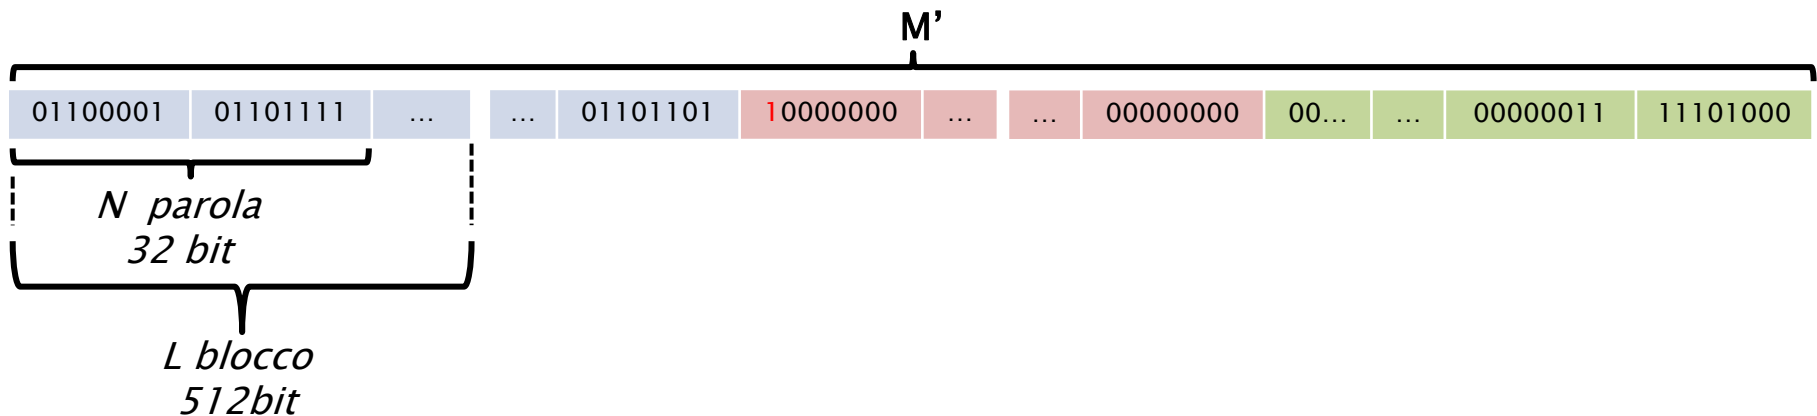 M’
01100001 01101111 ... ... 01101101 10000000 ... ... 00000000 00... ... 00000011 11101000
N parola
32 bit
L blocco
512bit